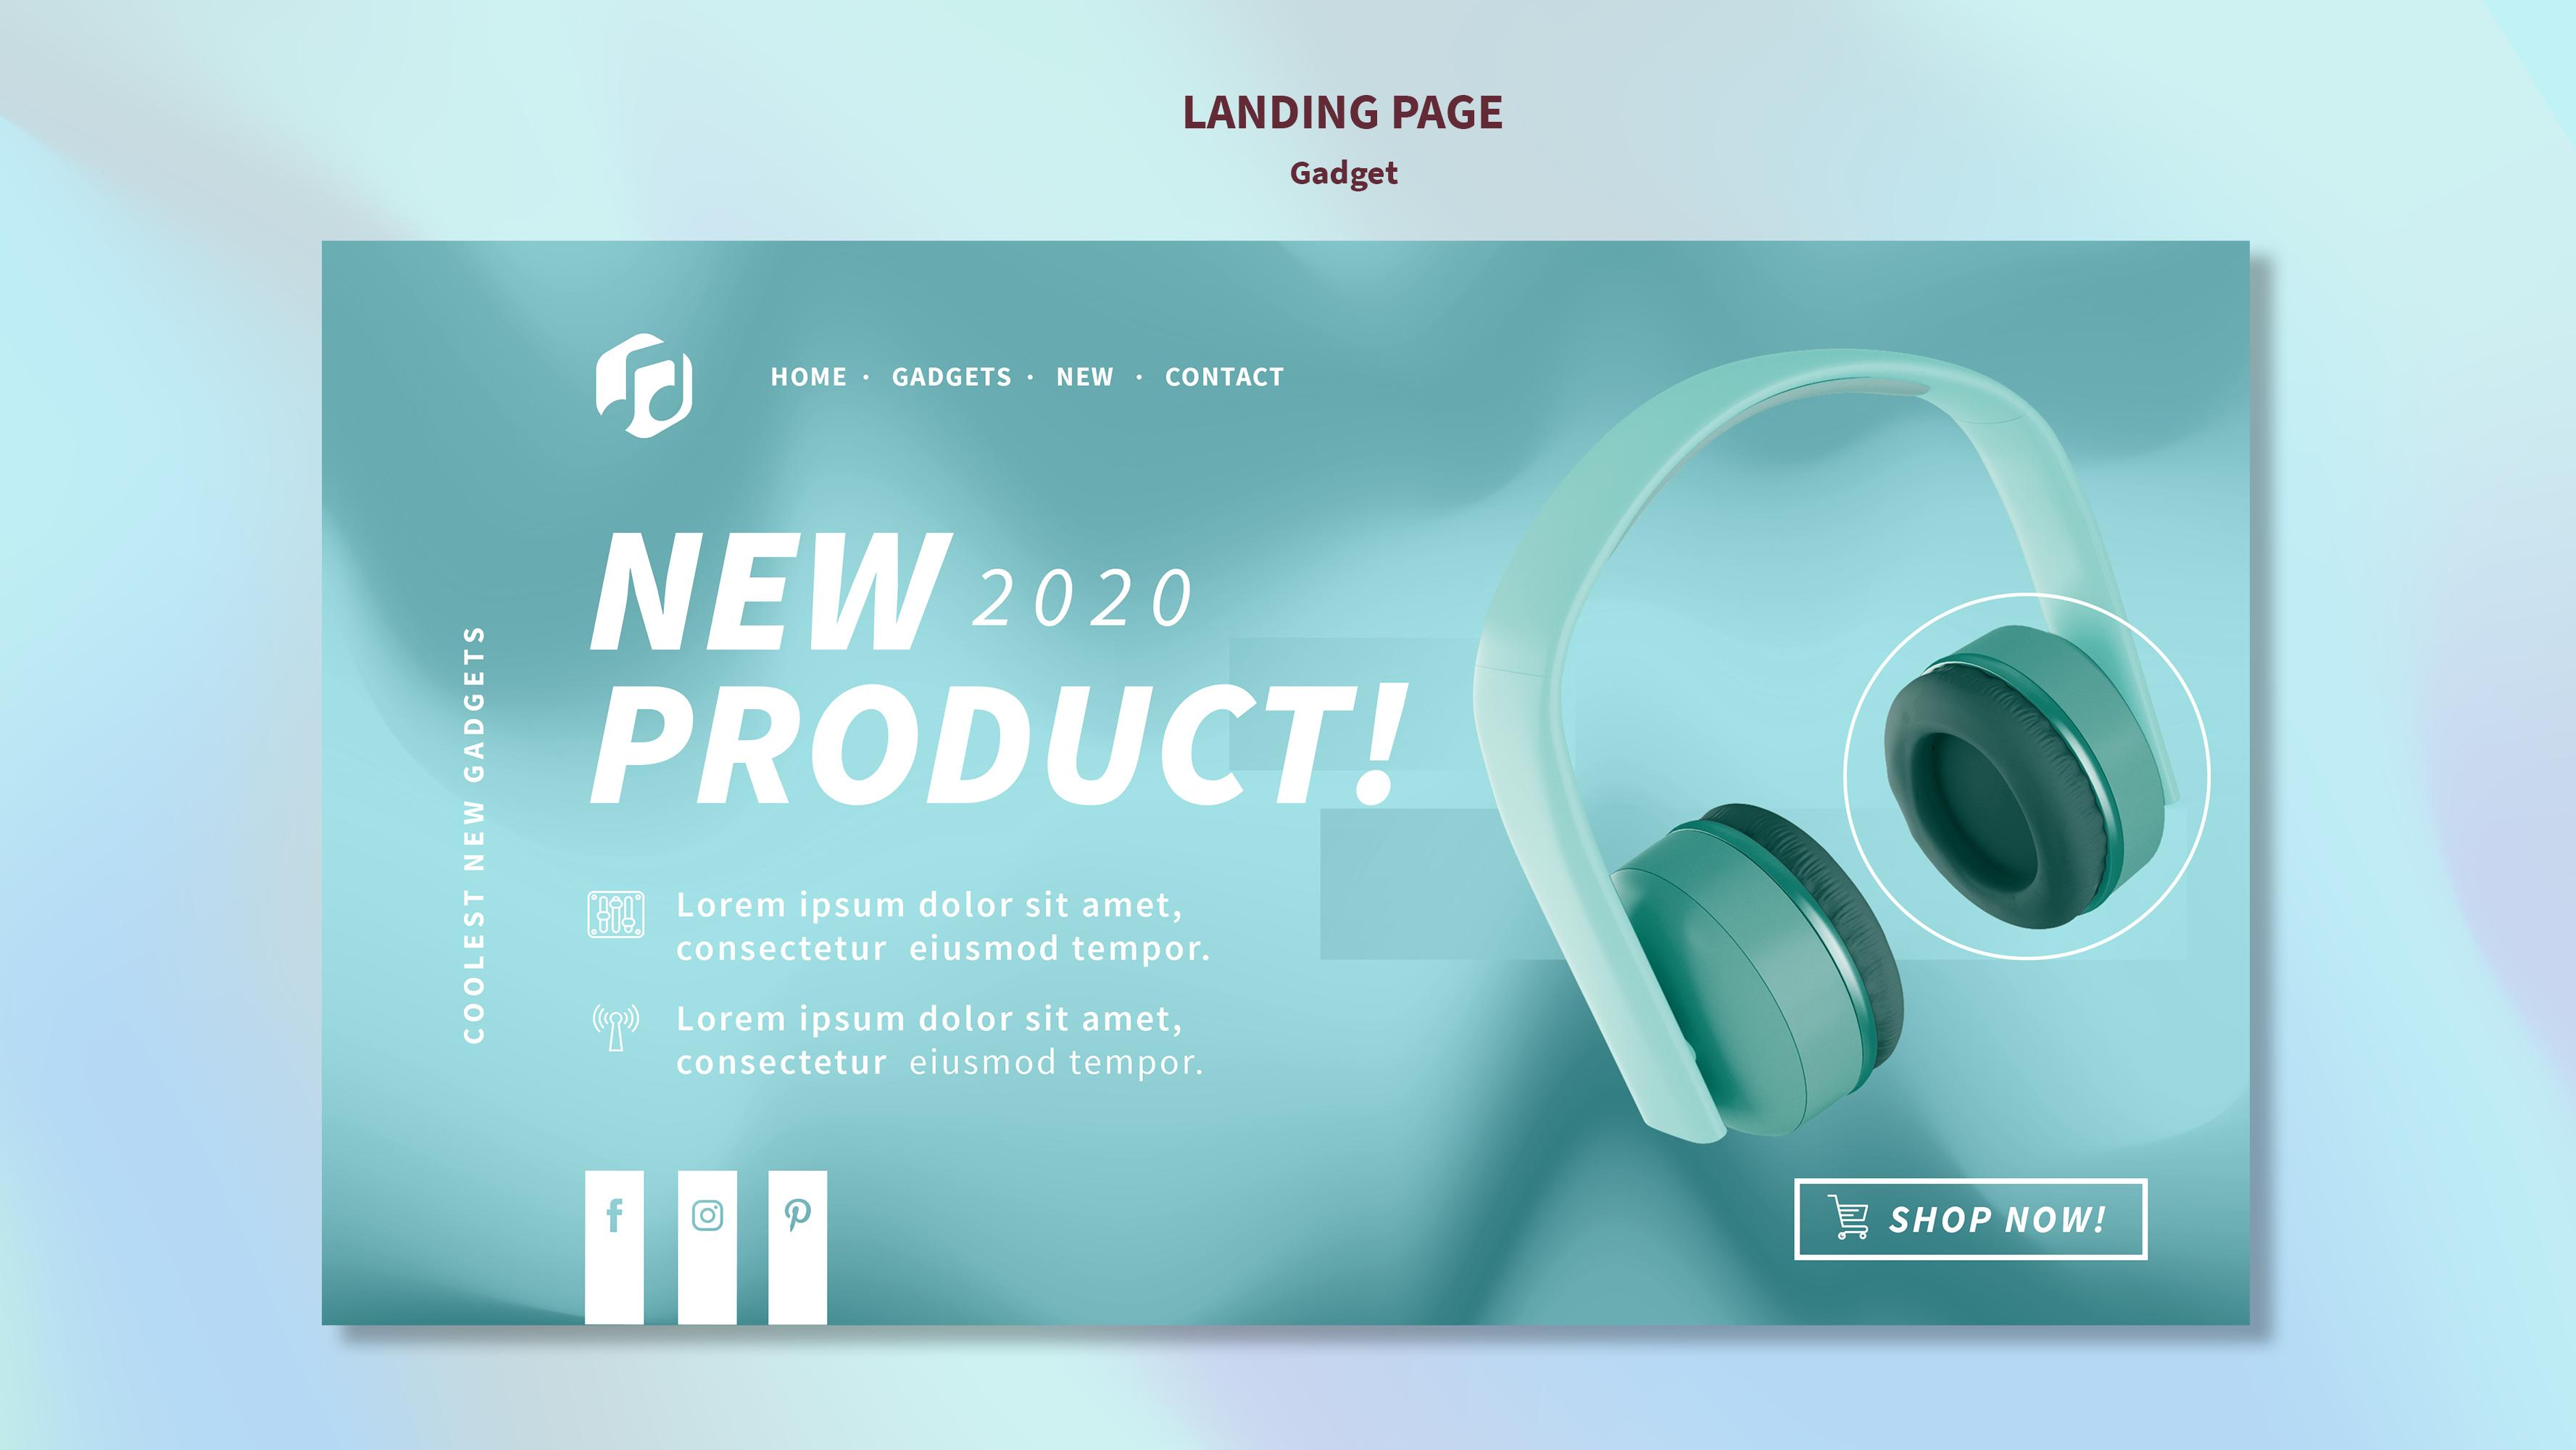 LANDING PAGE
Gadget
HOME • GADGETS • NEW • CONTACT
NEW 2020
PRODUCT!
COOLEST NEW GADGETS
Lorem ipsum dolor sit amet,
consectetur eiusmod tempor.
Lorem ipsum dolor sit amet,
consectetur eiusmod tempor.
SHOP NOW!